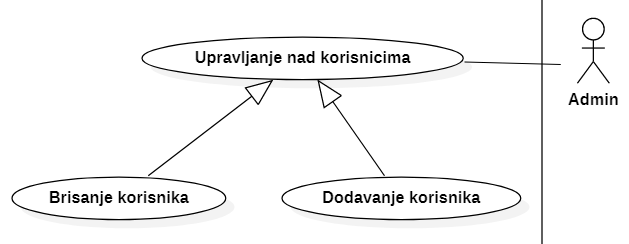 Upravljanje nad korisnicima
Admin
Brisanje korisnika
Dodavanje korisnika